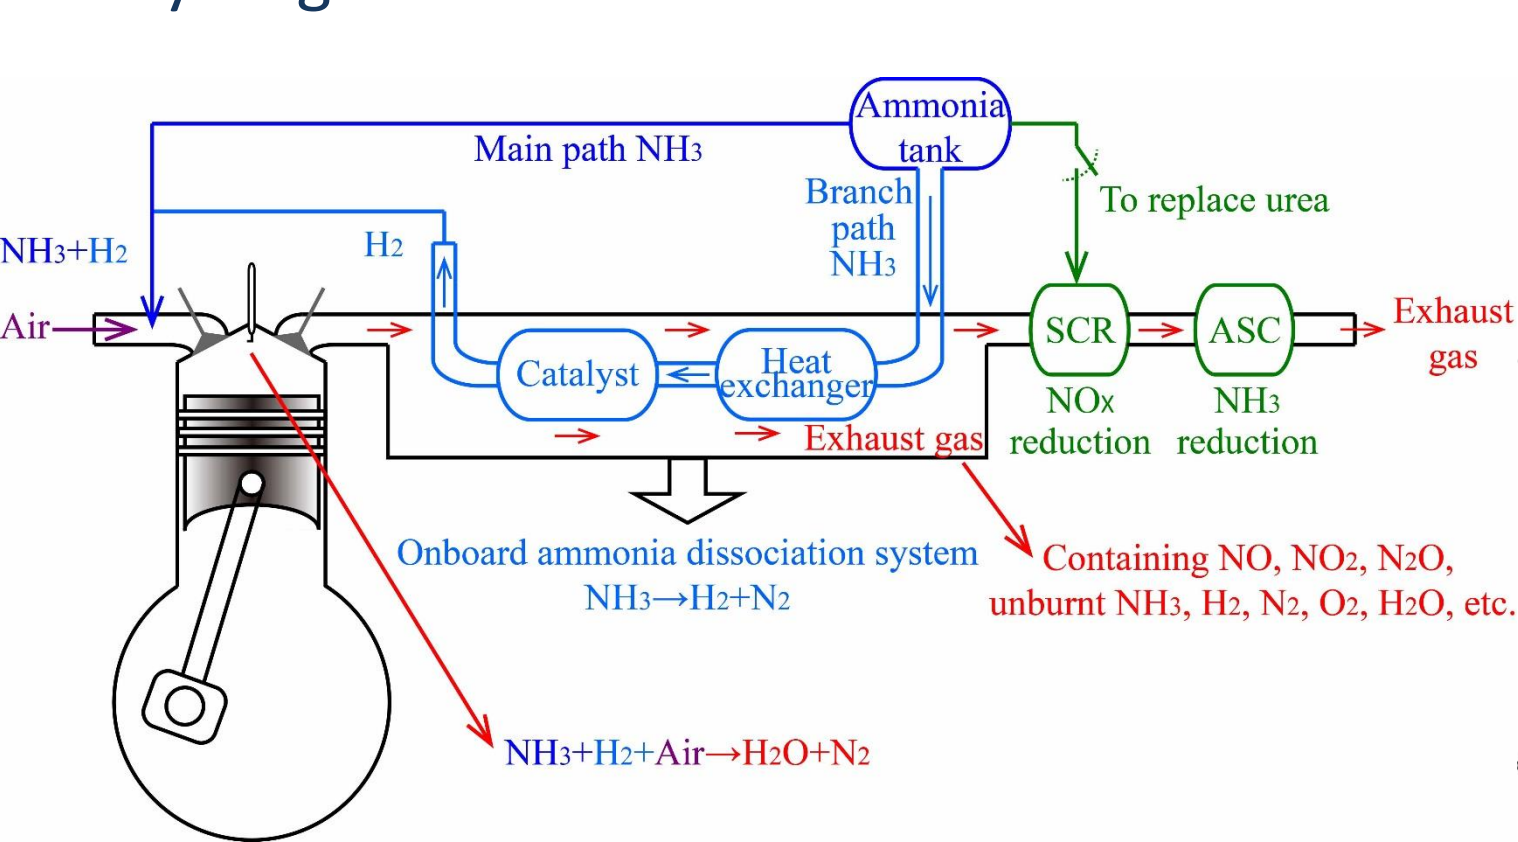 Ammonia
tank
Main path NH3
Branch
path
NH3
To replace urea
NH3+H2
H2
Air
Catalyst
Heat
exchanger
SCR
ASC
Exhaust
gas
NOx
reduction
NH3
reduction
Exhaust gas
Onboard ammonia dissociation system
NH3→H2+N2
Containing NO, NO2, N2O,
unburnt NH3, H2, N2, O2, H2O, etc.
NH3+H2+Air→H2O+N2